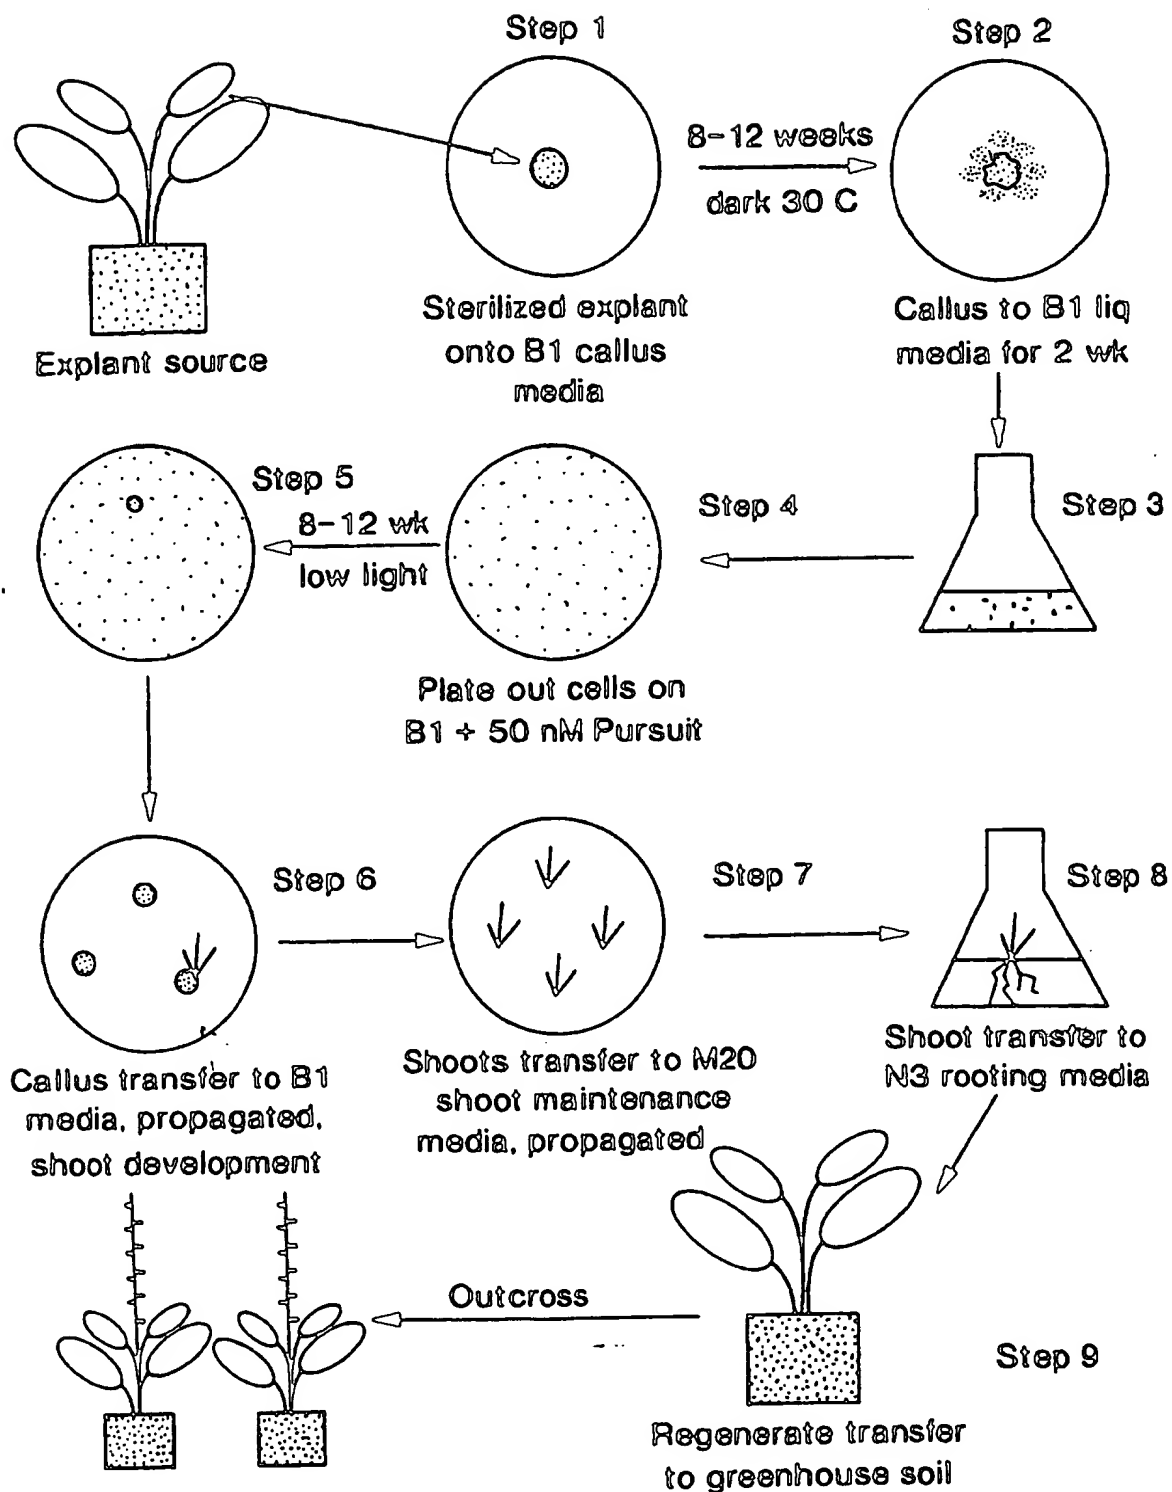 Step 1
Step 2
8-12 weeks
dark 30 C
Explant source
Sterilized explant
onto B1 callus
media
Callus to B1 liq
media for 2 wk
Step 5
8-12 wk
low light
Step 4
Step 3
Plate out cells on
B1 + 50 nM Pursuit
Step 6
Step 7
Step 8
Callus transfer to B1
media, propagated,
shoot development
Shoots transfer to M20
shoot maintenance
media, propagated
Shoot transfer to
N3 rooting media
Outcross
Step 9
Regenerate transfer
to greenhouse soil